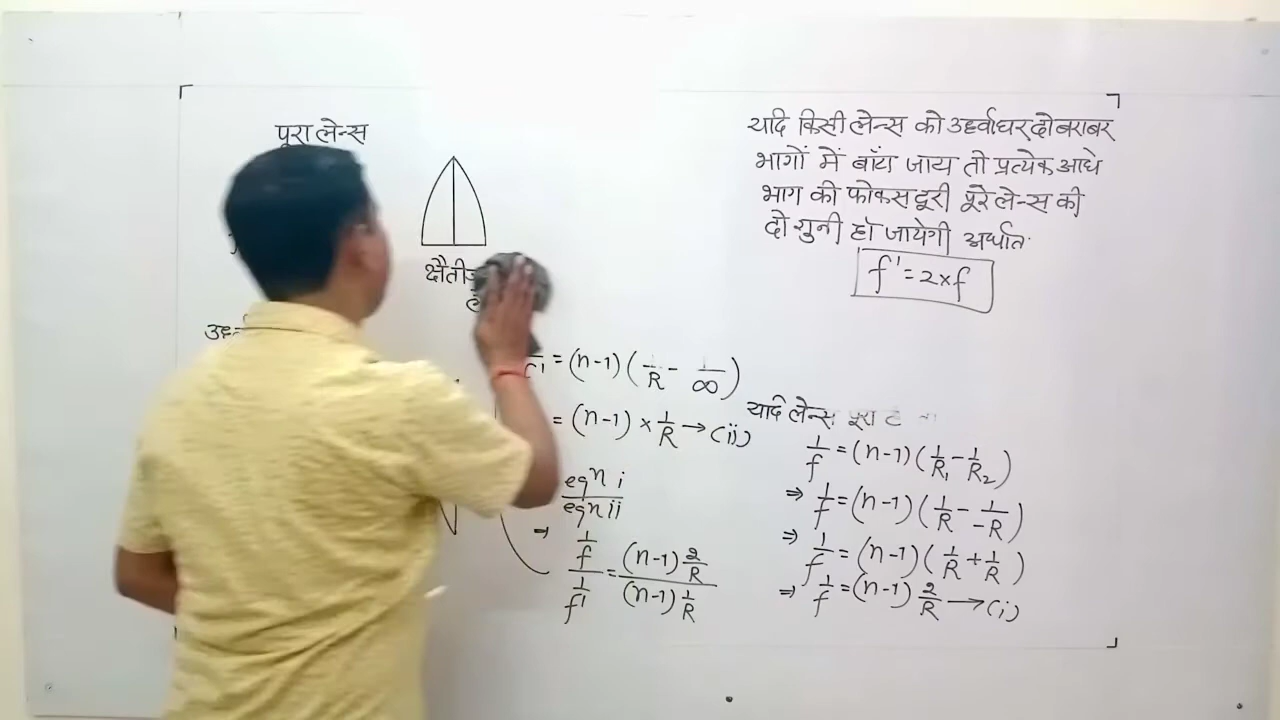 पूरा लेन्स
यदि किसी लेन्स को उर्ध्वाधर दो बराबर
भागों में बाँटा जाय तो प्रत्येक आधे
भाग की फोकस दूरी पूरे लेन्स की
दो गुनी हो जायेगी अर्थात
f' = 2×f
= (n-1) (1/R - 1/∞)
= (n-1) × 1/R → (ii)
eqn i / eqn ii
⇒ (1/f) / (1/f') = ((n-1) 2/R) / ((n-1) 1/R)
यदि लेन्स पूरा
1/f = (n-1) (1/R₁ - 1/R₂)
⇒ 1/f = (n-1) (1/R - 1/-R)
⇒ 1/f = (n-1) (1/R + 1/R)
⇒ 1/f = (n-1) 2/R → (i)